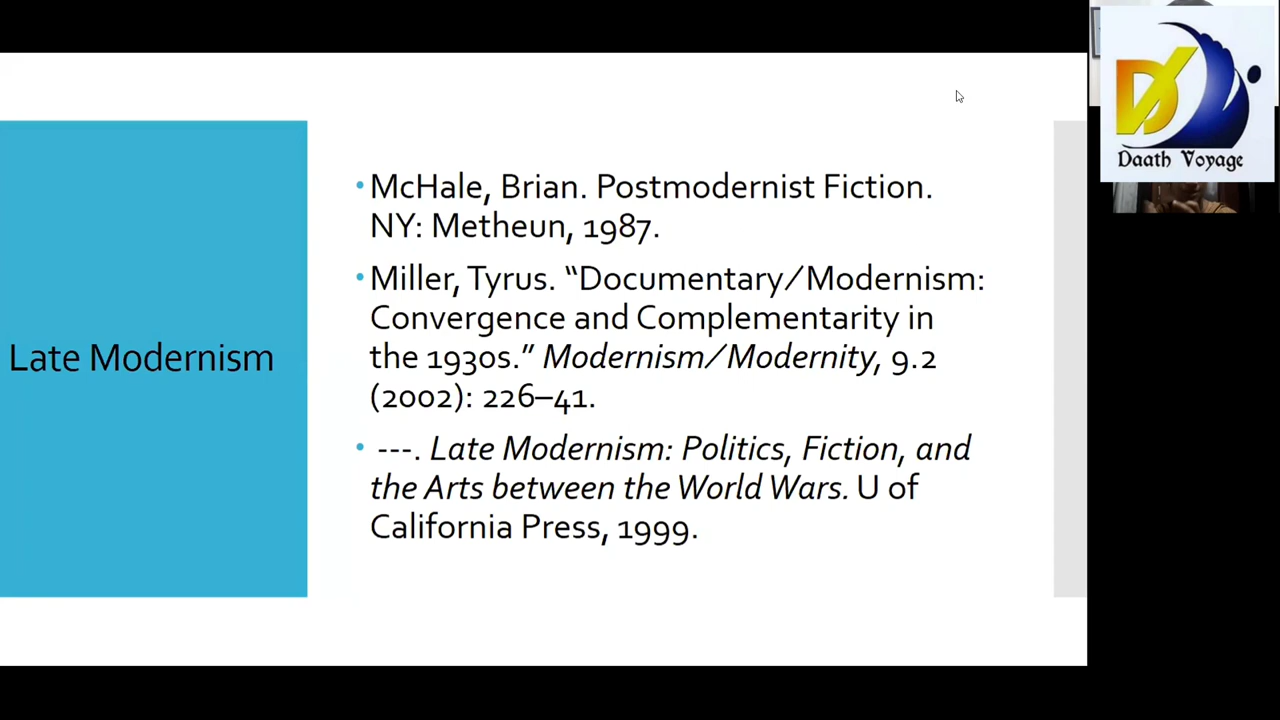 Daath Voyage
Late Modernism
•McHale, Brian. Postmodernist Fiction.
NY: Metheun, 1987.
•Miller, Tyrus. “Documentary/Modernism:
Convergence and Complementarity in
the 1930s.” Modernism/Modernity, 9.2
(2002): 226–41.
• ---. Late Modernism: Politics, Fiction, and
the Arts between the World Wars. U of
California Press, 1999.